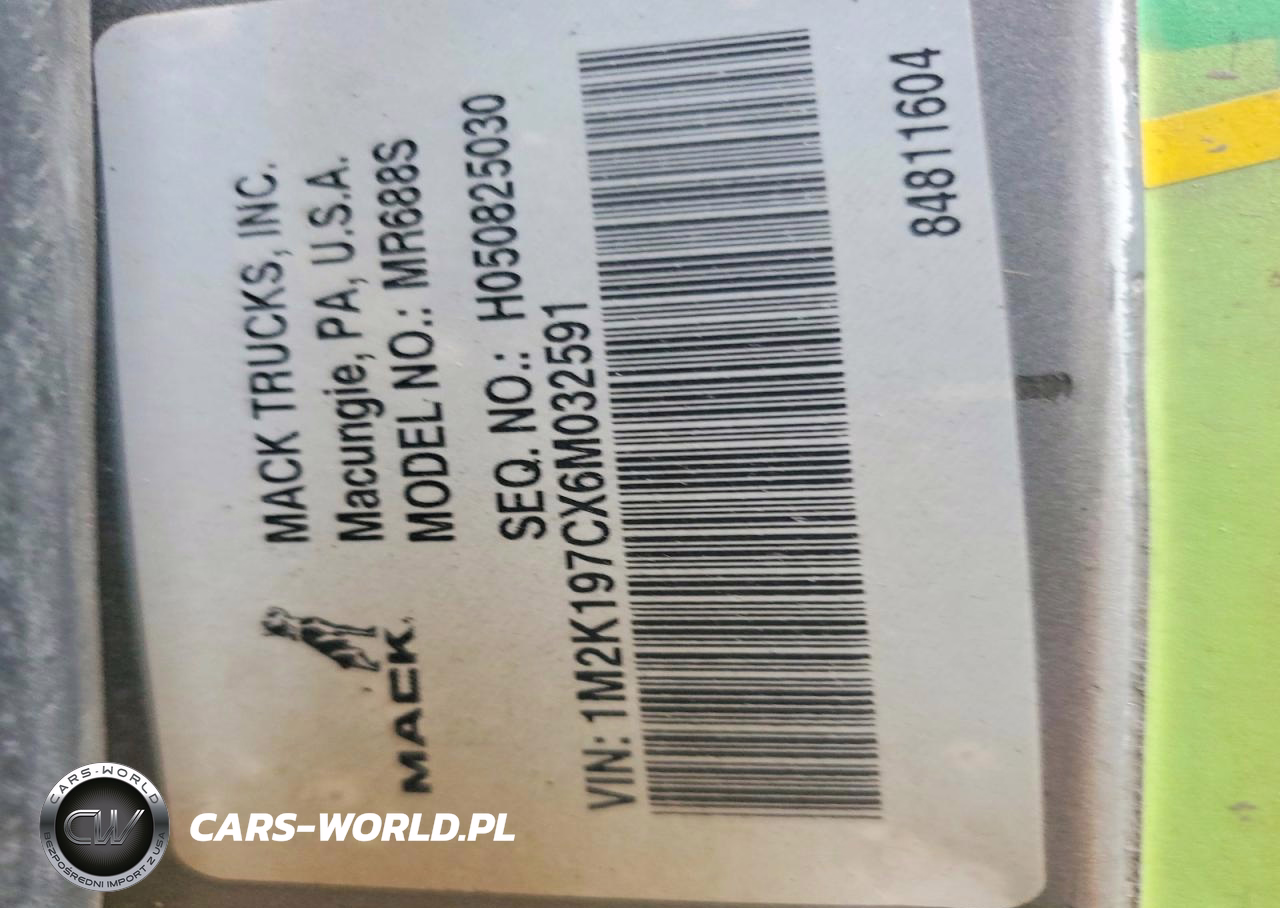 MACK TRUCKS, INC.
Macungie, PA, U.S.A.
MODEL NO.: MR688S
MACK
SEQ. NO.: H050825030
VIN: 1M2K197CX6M032591
84811604
CARS-WORLD
CW
BEZPOŚREDNI IMPORT Z USA
CARS-WORLD.PL